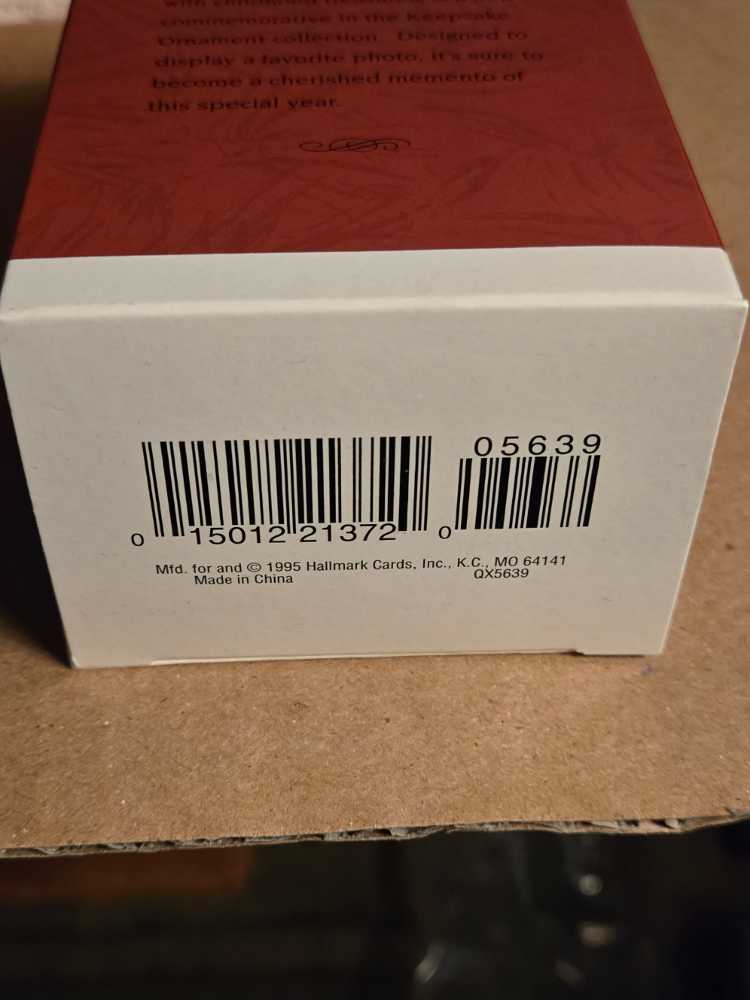 with childhood
commemorative in the Keepsake
Ornament collection. Designed to
display a favorite photo, it's sure to
become a cherished memento of
this special year.
05639
0 15012 21372 0
Mfd. for and © 1995 Hallmark Cards, Inc., K.C., MO 64141
Made in China QX5639